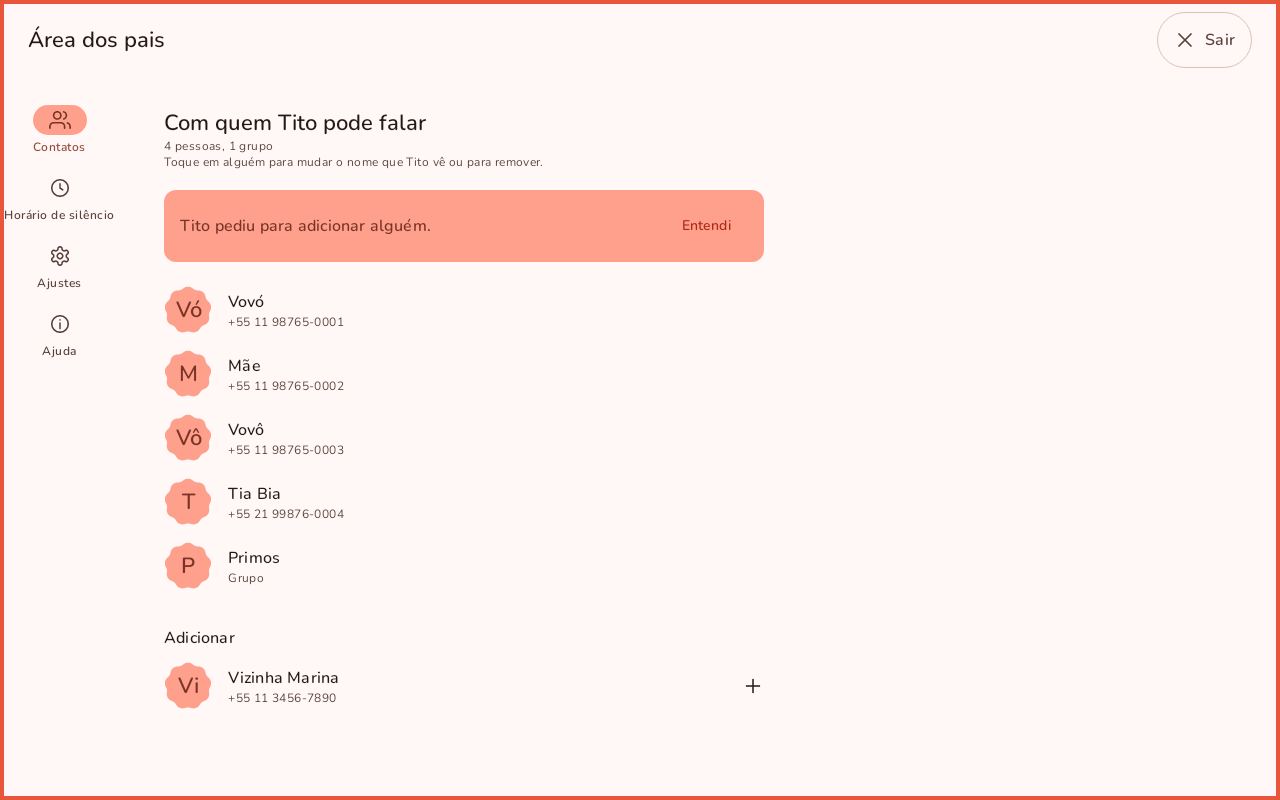 Área dos pais
Sair
Contatos
Horário de silêncio
Ajustes
Ajuda
Com quem Tito pode falar
4 pessoas, 1 grupo
Toque em alguém para mudar o nome que Tito vê ou para remover.
Tito pediu para adicionar alguém.
Entendi
Vó
Vovó
+55 11 98765-0001
M
Mãe
+55 11 98765-0002
Vô
Vovô
+55 11 98765-0003
T
Tia Bia
+55 21 99876-0004
P
Primos
Grupo
Adicionar
Vi
Vizinha Marina
+55 11 3456-7890